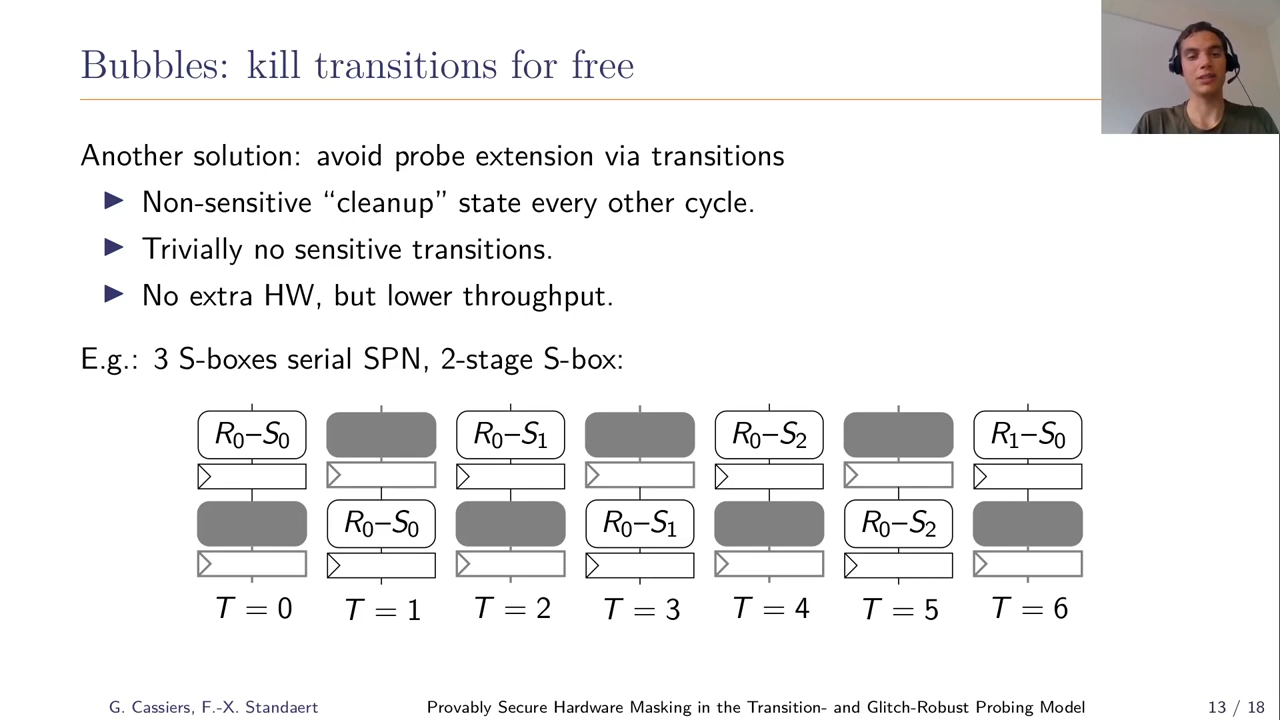 Bubbles: kill transitions for free
Another solution: avoid probe extension via transitions
▶ Non-sensitive “cleanup” state every other cycle.
▶ Trivially no sensitive transitions.
▶ No extra HW, but lower throughput.
E.g.: 3 S-boxes serial SPN, 2-stage S-box:
R₀–S₀ R₀–S₁ R₀–S₂ R₁–S₀
R₀–S₀ R₀–S₁ R₀–S₂
T = 0 T = 1 T = 2 T = 3 T = 4 T = 5 T = 6
G. Cassiers, F.-X. Standaert Provably Secure Hardware Masking in the Transition- and Glitch-Robust Probing Model 13 / 18